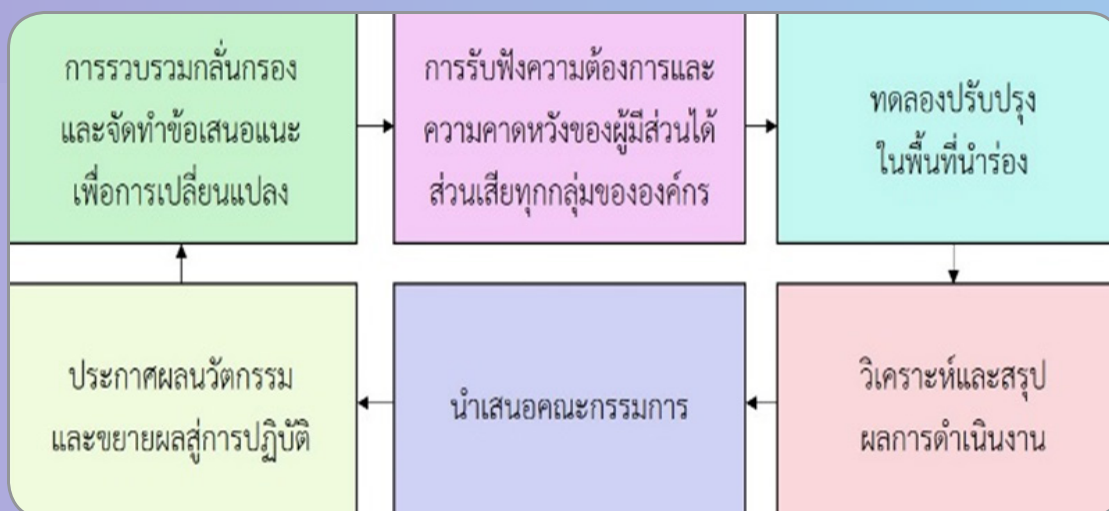 การรวบรวมกลั่นกรอง
และจัดทำข้อเสนอแนะ
เพื่อการเปลี่ยนแปลง
การรับฟังความต้องการและ
ความคาดหวังของผู้มีส่วนได้
ส่วนเสียทุกกลุ่มขององค์กร
ทดลองปรับปรุง
ในพื้นที่นำร่อง
วิเคราะห์และสรุป
ผลการดำเนินงาน
นำเสนอคณะกรรมการ
ประกาศผลนวัตกรรม
และขยายผลสู่การปฏิบัติ